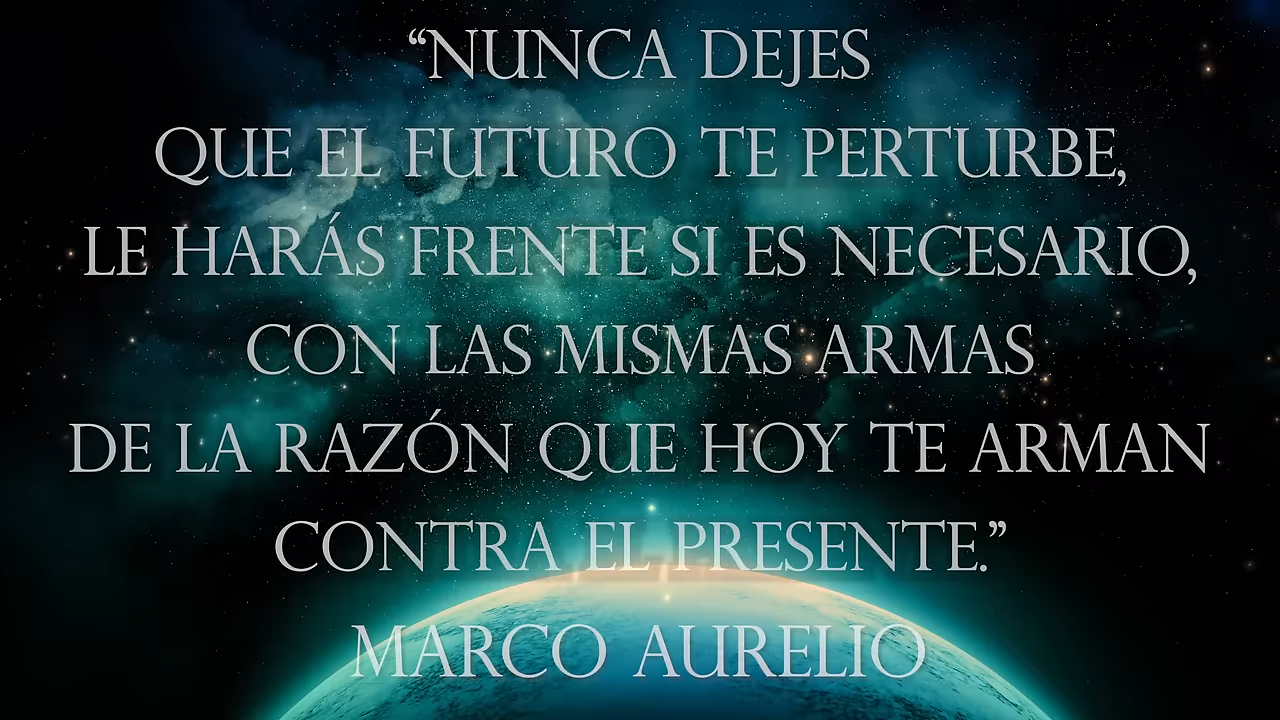 “NUNCA DEJES
QUE EL FUTURO TE PERTURBE,
LE HARÁS FRENTE SI ES NECESARIO,
CON LAS MISMAS ARMAS
DE LA RAZÓN QUE HOY TE ARMAN
CONTRA EL PRESENTE.”
MARCO AURELIO